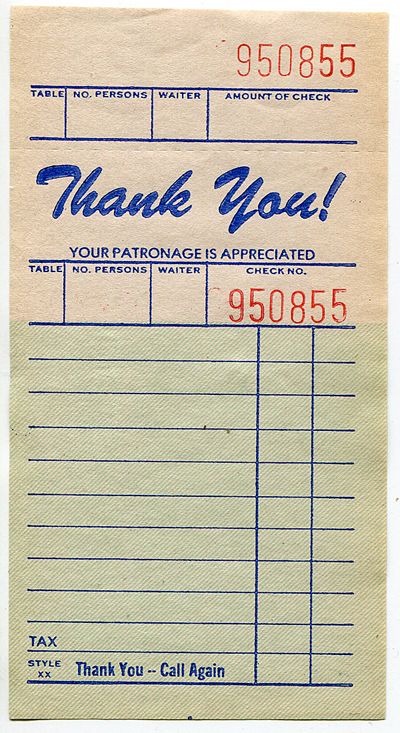 950855
TABLE NO. PERSONS WAITER AMOUNT OF CHECK
Thank You!
YOUR PATRONAGE IS APPRECIATED
TABLE NO. PERSONS WAITER CHECK NO.
950855
TAX
STYLE
XX
Thank You -- Call Again